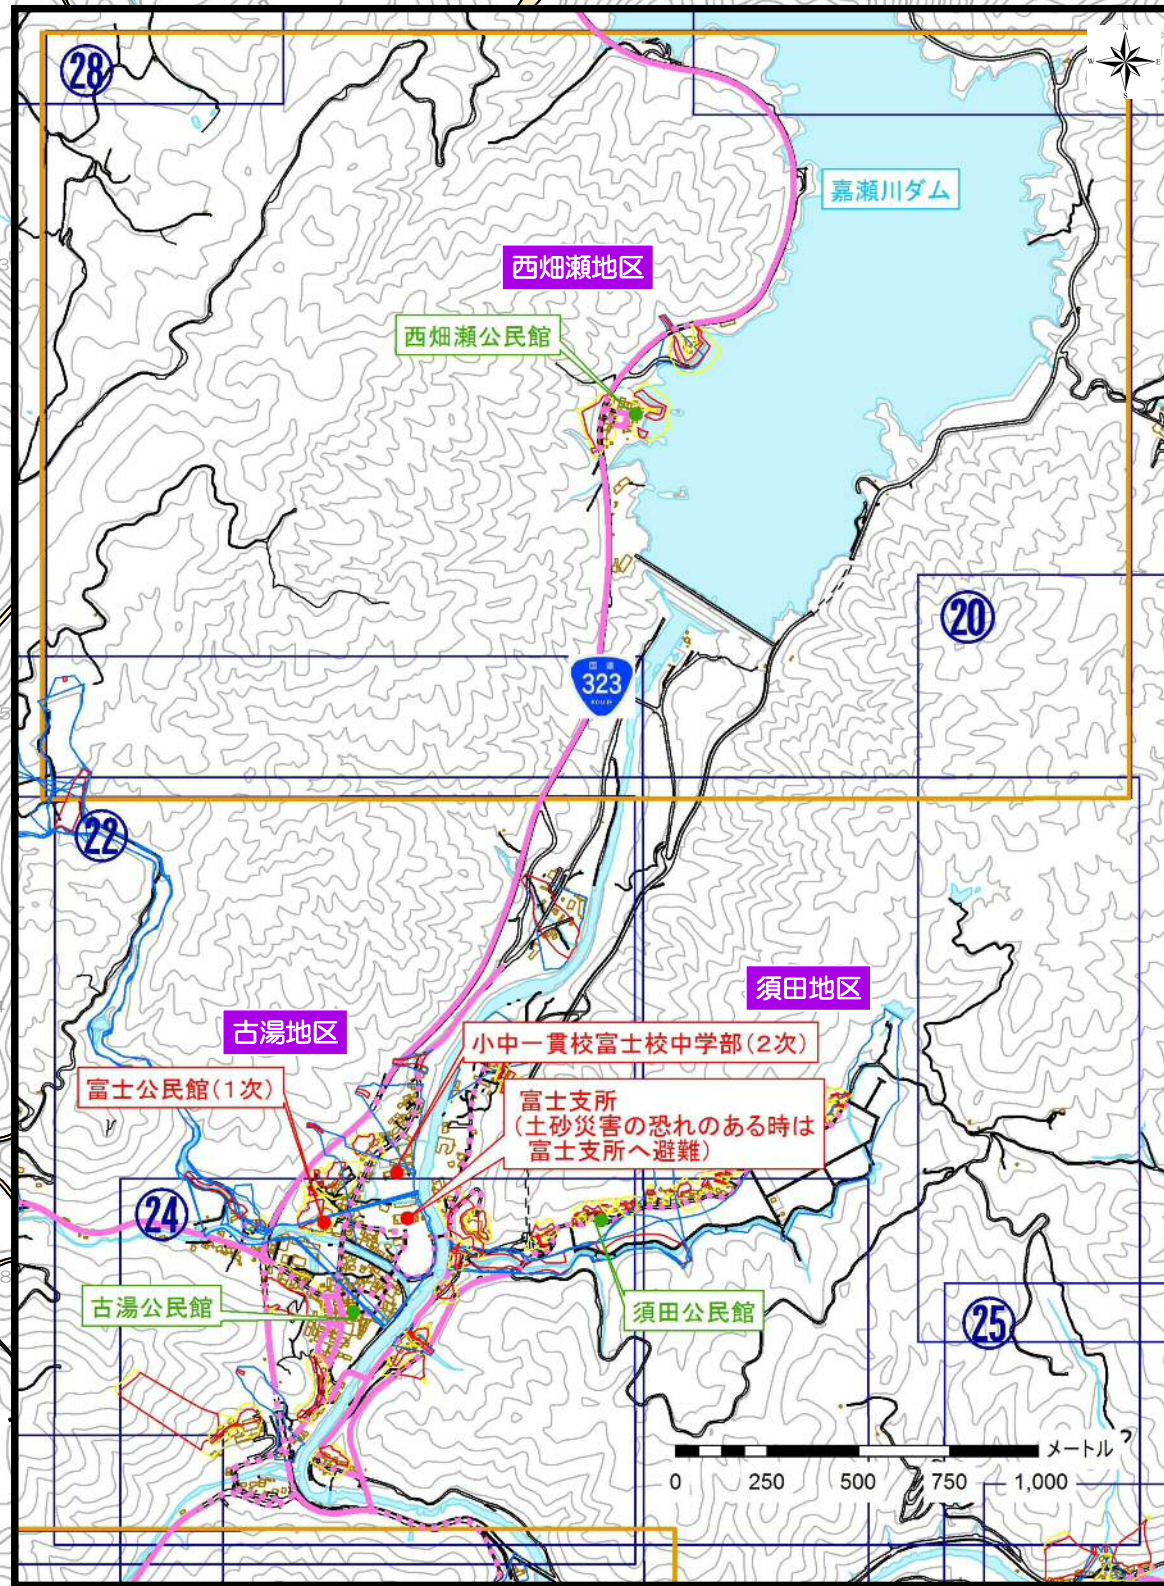 28
N
W
E
S
嘉瀬川ダム
西畑瀬地区
西畑瀬公民館
20
国道
323
ROUTE
22
須田地区
古湯地区
小中一貫校富士校中学部(2次)
富士公民館(1次)
富士支所
(土砂災害の恐れのある時は
富士支所へ避難)
24
古湯公民館
須田公民館
25
メートル
0
250
500
750
1,000